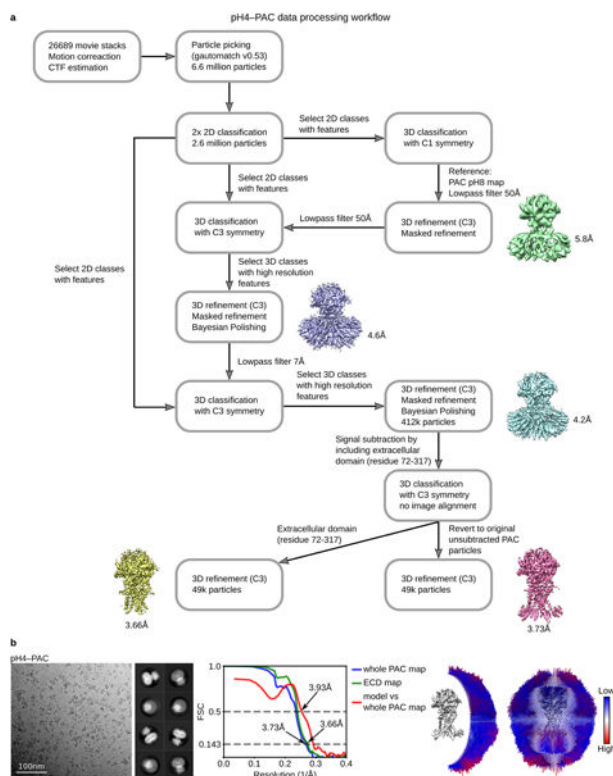 a
pH4–PAC data processing workflow
26689 movie stacks
Motion correaction
CTF estimation
Particle picking
(gautomatch v0.53)
6.6 million particles
2x 2D classification
2.6 million particles
Select 2D classes
with features
3D classification
with C1 symmetry
Select 2D classes
with features
Reference:
PAC pH8 map
Lowpass filter 50Å
3D classification
with C3 symmetry
Lowpass filter 50Å
3D refinement (C3)
Masked refinement
5.8Å
Select 2D classes
with features
Select 3D classes
with high resolution
features
3D refinement (C3)
Masked refinement
Bayesian Polishing
4.6Å
Lowpass filter 7Å
3D classification
with C3 symmetry
Select 3D classes
with high resolution
features
3D refinement (C3)
Masked refinement
Bayesian Polishing
412k particles
4.2Å
Signal subtraction by
including extracellular
domain (residue 72-317)
3D classification
with C3 symmetry
no image alignment
Extracellular domain
(residue 72-317)
Revert to original
unsubtracted PAC
particles
3D refinement (C3)
49k particles
3.66Å
3D refinement (C3)
49k particles
3.73Å
b
pH4–PAC
100nm
FSC
1.0
0.5
0.143
0.0 0.1 0.2 0.3 0.4
Resolution (1/Å)
3.93Å
3.73Å
3.66Å
whole PAC map
ECD map
model vs
whole PAC map
Low
High